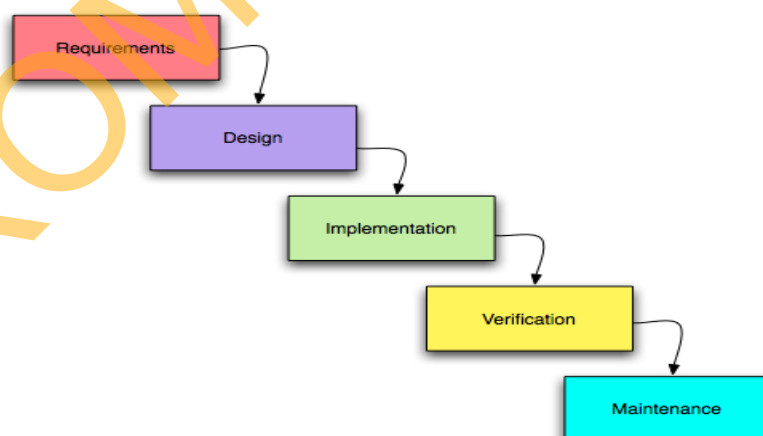 Requirements
Design
Implementation
Verification
Maintenance